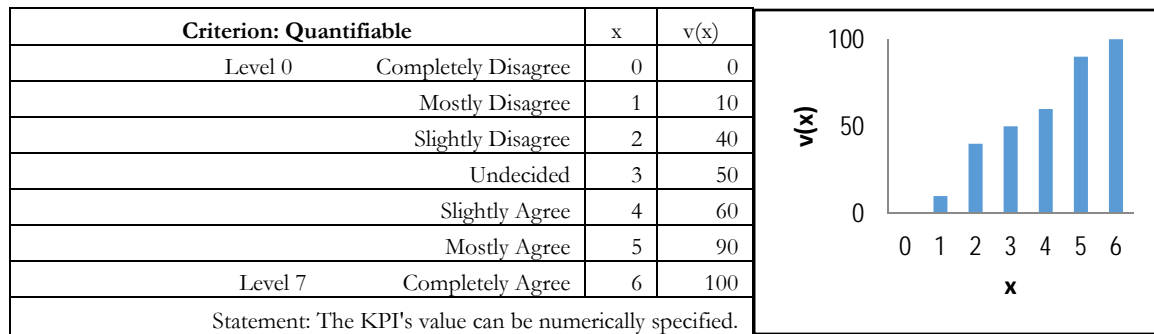 Criterion: Quantifiable x v(x)
Level 0 Completely Disagree 0 0
Mostly Disagree 1 10
Slightly Disagree 2 40
Undecided 3 50
Slightly Agree 4 60
Mostly Agree 5 90
Level 7 Completely Agree 6 100
Statement: The KPI's value can be numerically specified.
100
50
0
v(x)
0 1 2 3 4 5 6
x